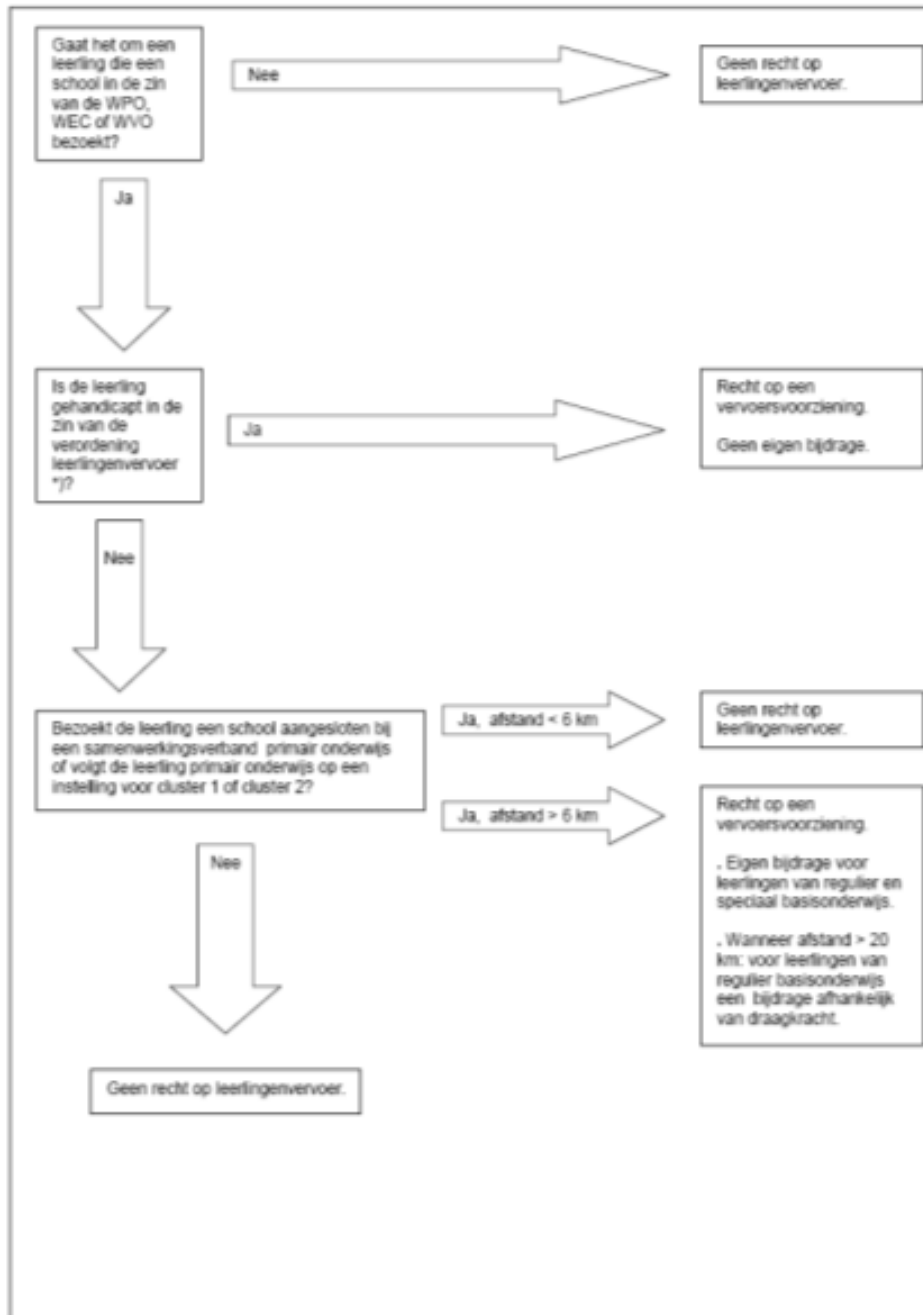 Gaat het om een
leerling die een
school in de zin
van de WPO,
WEC of WVO
bezoekt?
Nee
Geen recht op
leerlingenvervoer.
Ja
Is de leerling
gehandicapt in de
zin van de
verordening
leerlingenvervoer
*)?
Ja
Recht op een
vervoersvoorziening.
Geen eigen bijdrage.
Nee
Bezoekt de leerling een school aangesloten bij
een samenwerkingsverband primair onderwijs
of volgt de leerling primair onderwijs op een
instelling voor cluster 1 of cluster 2?
Ja, afstand < 6 km
Geen recht op
leerlingenvervoer.
Ja, afstand > 6 km
Recht op een
vervoersvoorziening.
. Eigen bijdrage voor
leerlingen van regulier en
speciaal basisonderwijs.
. Wanneer afstand > 20
km: voor leerlingen van
regulier basisonderwijs
een bijdrage afhankelijk
van draagkracht.
Nee
Geen recht op leerlingenvervoer.